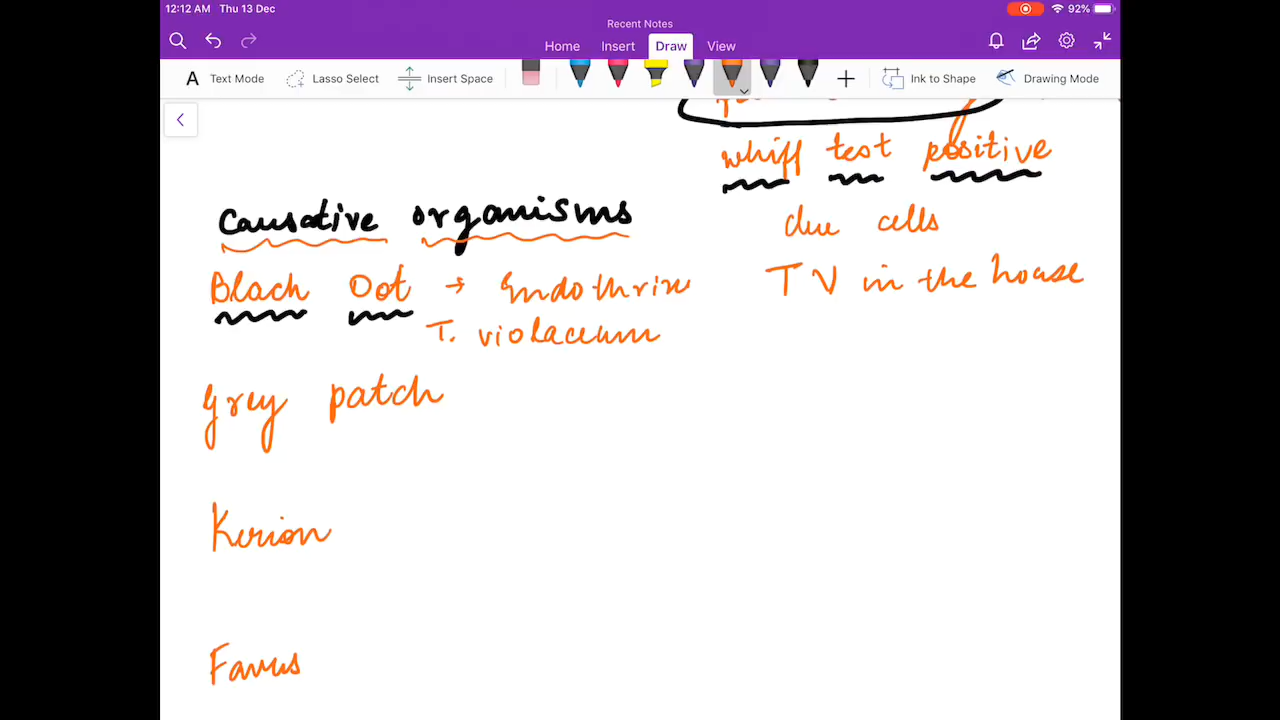 12:12 AM Thu 13 Dec
92%
Recent Notes
Home Insert Draw View
A Text Mode Lasso Select Insert Space Ink to Shape Drawing Mode
whiff test positive
Causative organisms
clue cells
Black Dot → Endothrix
TV in the house
T. violaceum
Grey patch
Kerion
Favus